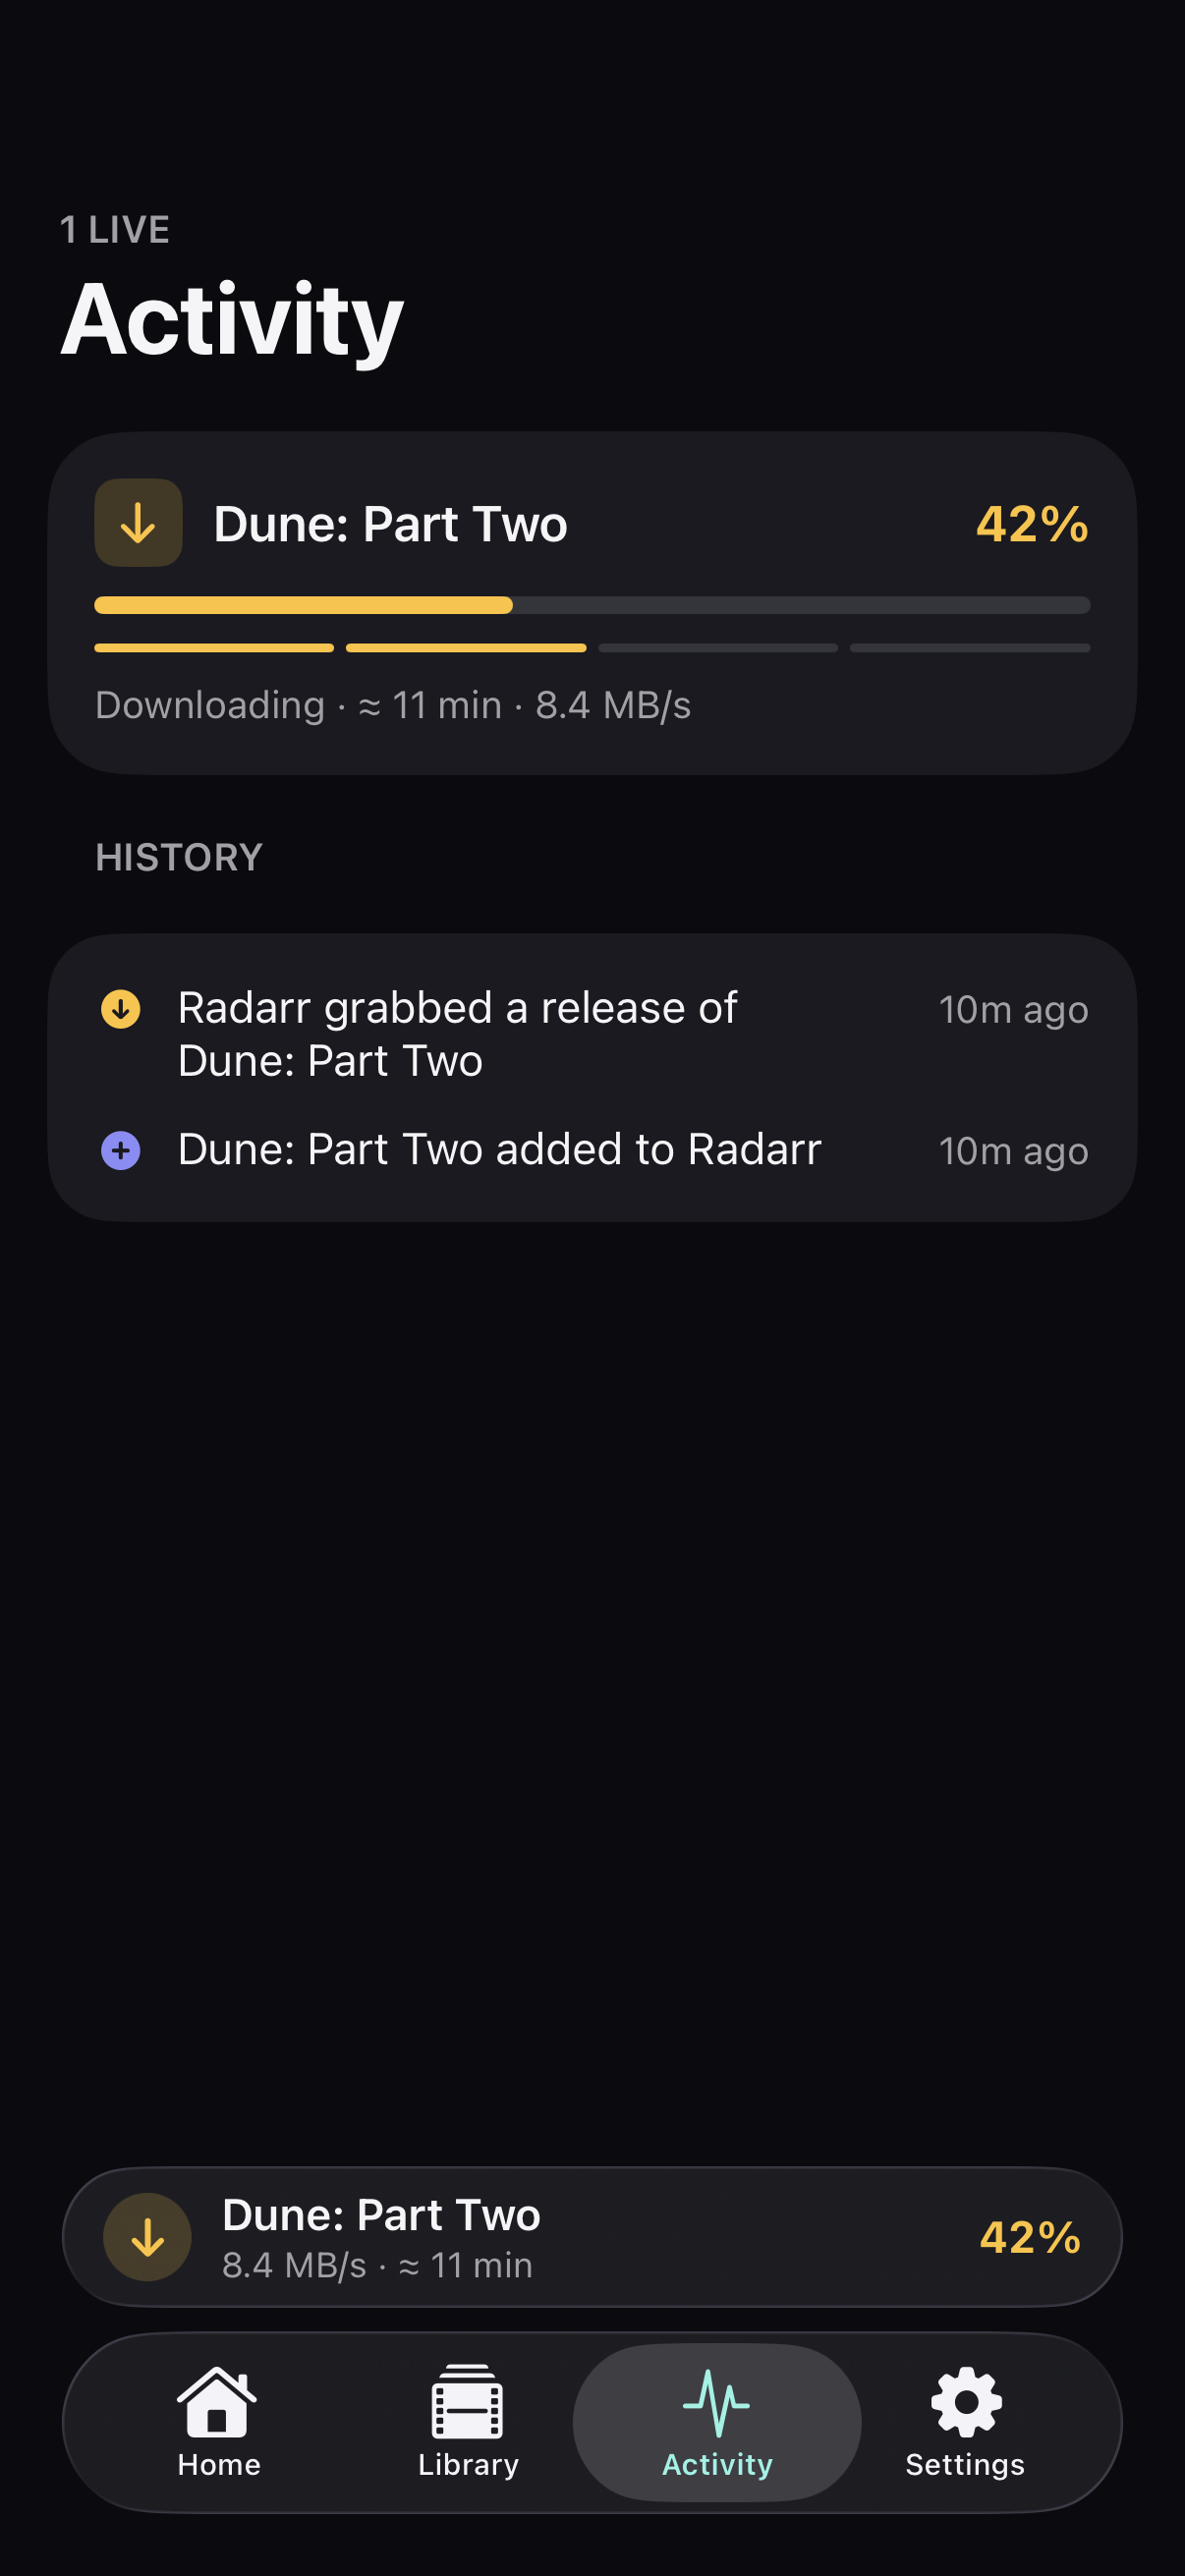 1 LIVE
Activity
Dune: Part Two
42%
Downloading · ≈ 11 min · 8.4 MB/s
HISTORY
Radarr grabbed a release of
Dune: Part Two
10m ago
Dune: Part Two added to Radarr
10m ago
Dune: Part Two
8.4 MB/s · ≈ 11 min
42%
Home
Library
Activity
Settings